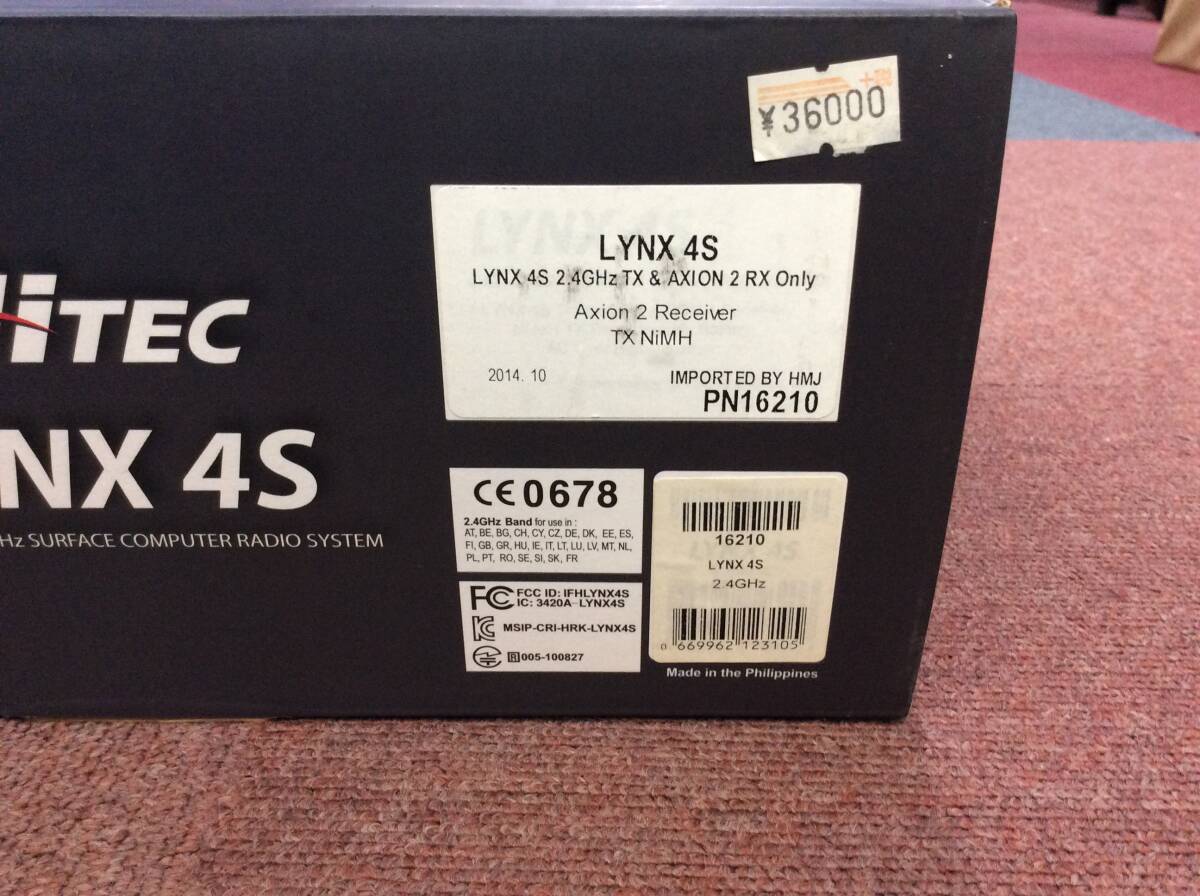 ¥36000
LYNX 4S
LYNX 4S 2.4GHz TX & AXION 2 RX Only
Axion 2 Receiver
TX NiMH
2014. 10
IMPORTED BY HMJ
PN16210
HiTEC
NX 4S
Hz SURFACE COMPUTER RADIO SYSTEM
CE 0678
2.4GHz Band for use in :
AT, BE, BG, CH, CY, CZ, DE, DK, EE, ES,
FI, GB, GR, HU, IE, IT, LT, LU, LV, MT, NL,
PL, PT, RO, SE, SI, SK, FR
FC FCC ID: IFHLYNX4S
IC: 3420A-LYNX4S
MSIP-CRI-HRK-LYNX4S
R 005-100827
16210
LYNX 4S
2.4GHz
0 669962 123105
Made in the Philippines